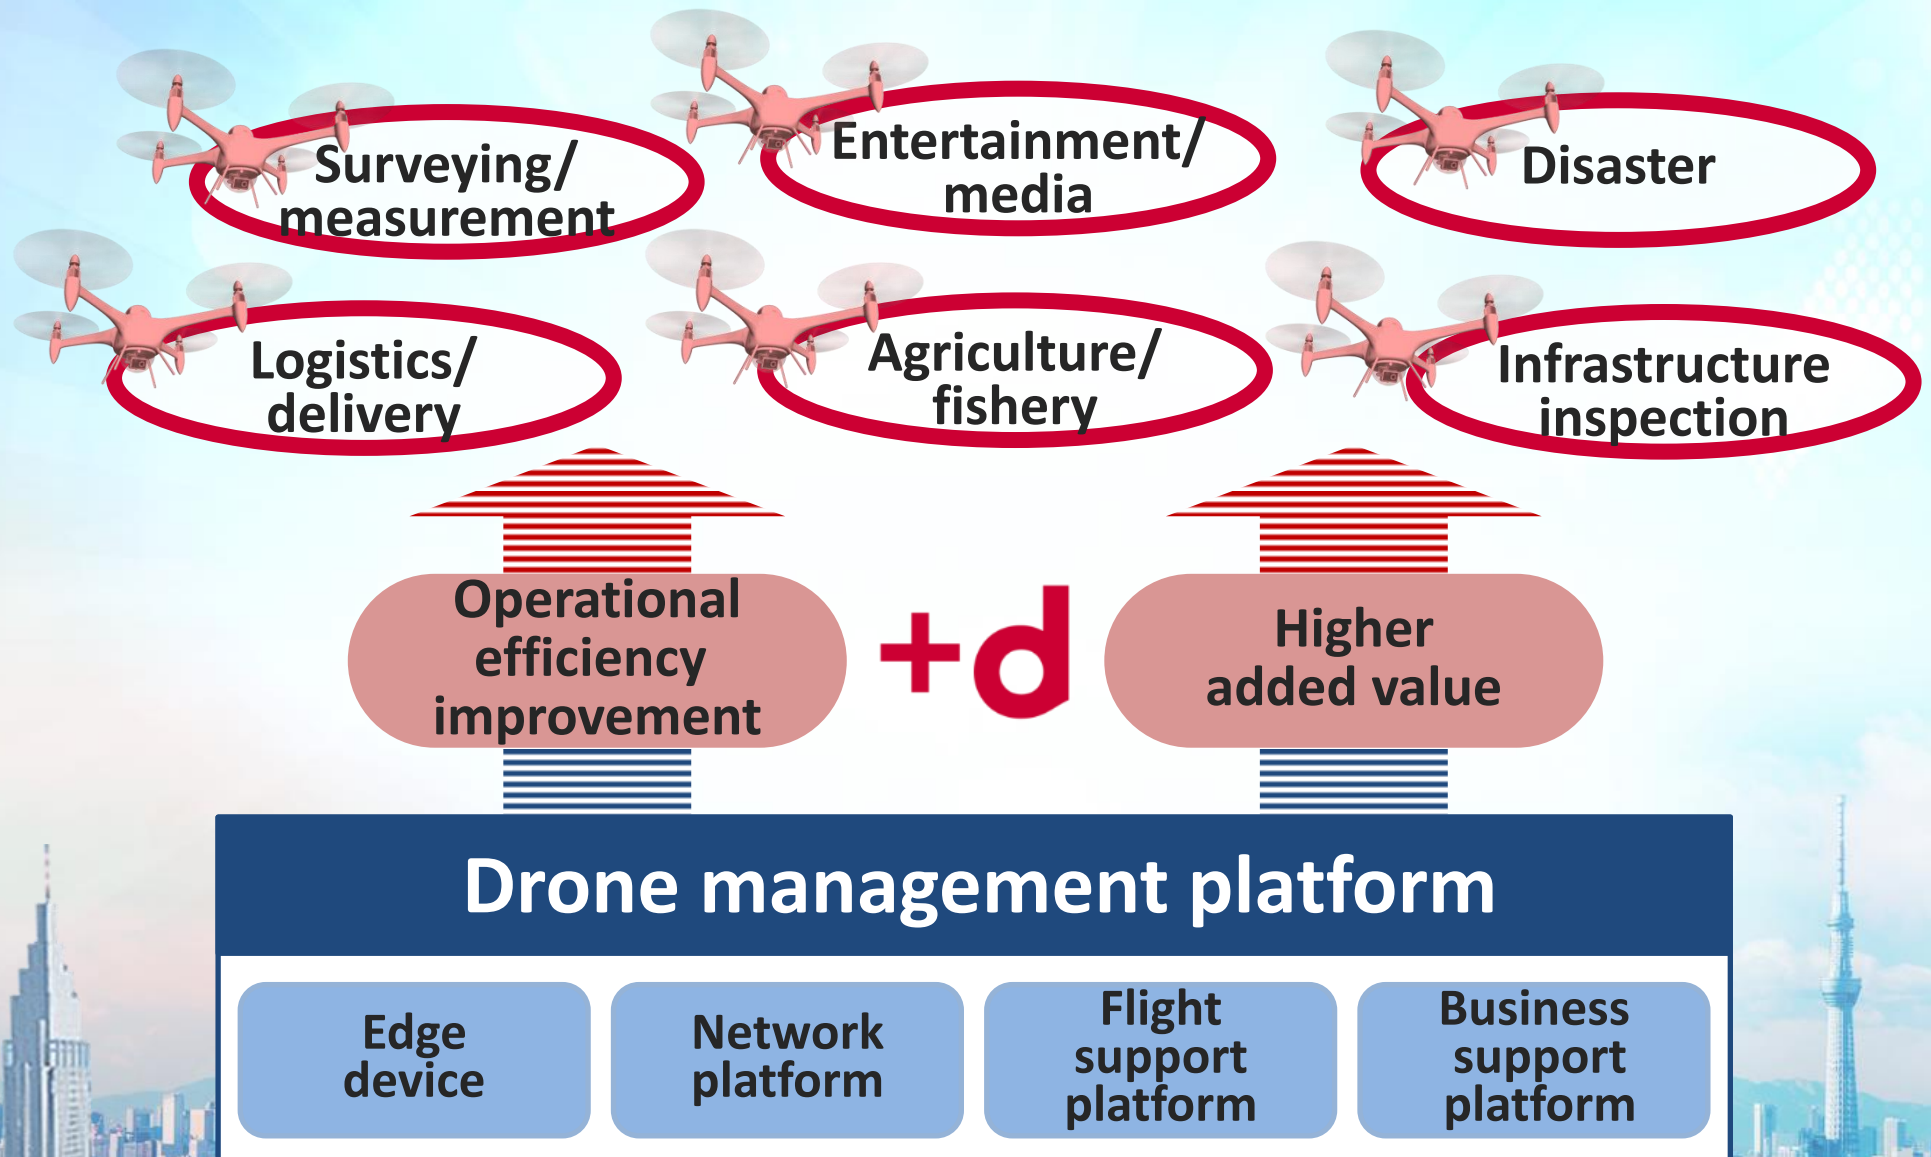 Surveying/
measurement
Entertainment/
media
Disaster
Logistics/
delivery
Agriculture/
fishery
Infrastructure
inspection
Operational
efficiency
improvement
+d
Higher
added value
Drone management platform
Edge
device
Network
platform
Flight
support
platform
Business
support
platform